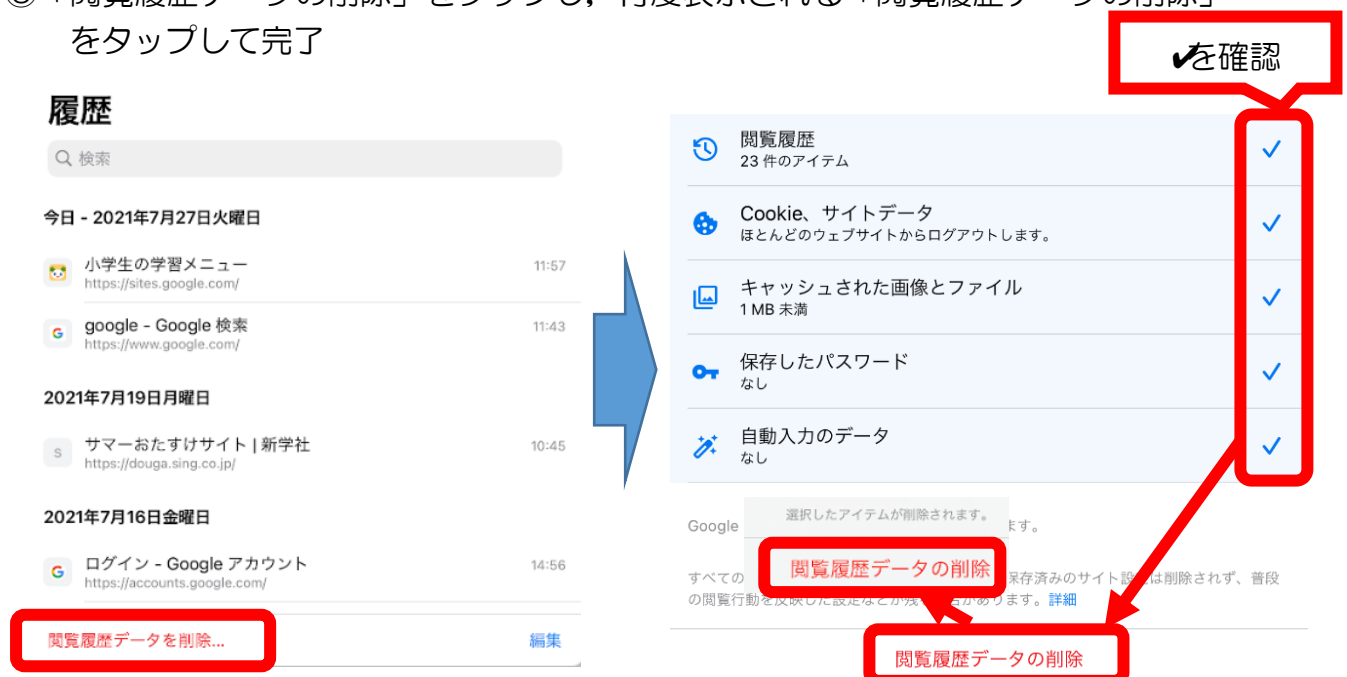 をタップして完了
✔を確認
履歴
検索
今日 - 2021年7月27日火曜日
小学生の学習メニュー
11:57
https://sites.google.com/
google - Google 検索
11:43
https://www.google.com/
2021年7月19日月曜日
S
サマーおたすけサイト | 新学社
10:45
https://douga.sing.co.jp/
2021年7月16日金曜日
G
ログイン - Google アカウント
14:56
https://accounts.google.com/
閲覧履歴データを削除...
編集
閲覧履歴
23 件のアイテム
Cookie、サイトデータ
ほとんどのウェブサイトからログアウトします。
キャッシュされた画像とファイル
1 MB 未満
保存したパスワード
なし
自動入力のデータ
なし
選択したアイテムが削除されます。
Google
ます。
閲覧履歴データの削除
すべての
保存済みのサイト設
は削除されず、普段
の閲覧行動を反映した設定などが残
があります。詳細
閲覧履歴データの削除